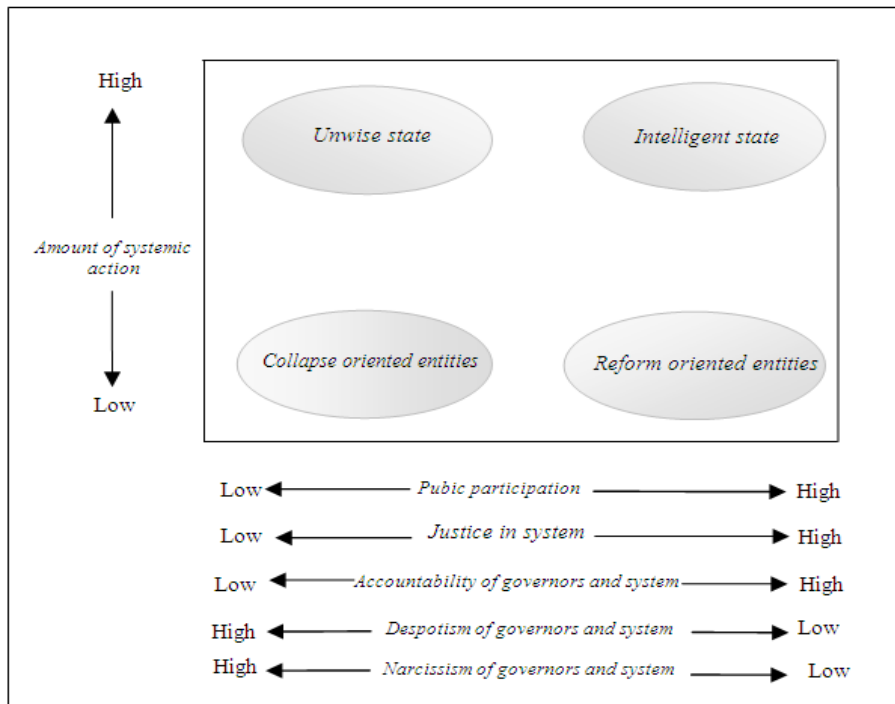 High
Unwise state
Intelligent state
Amount of systemic
action
Collapse oriented entities
Reform oriented entities
Low
Low Pubic participation High
Low Justice in system High
Low Accountability of governors and system High
High Despotism of governors and system Low
High Narcissism of governors and system Low